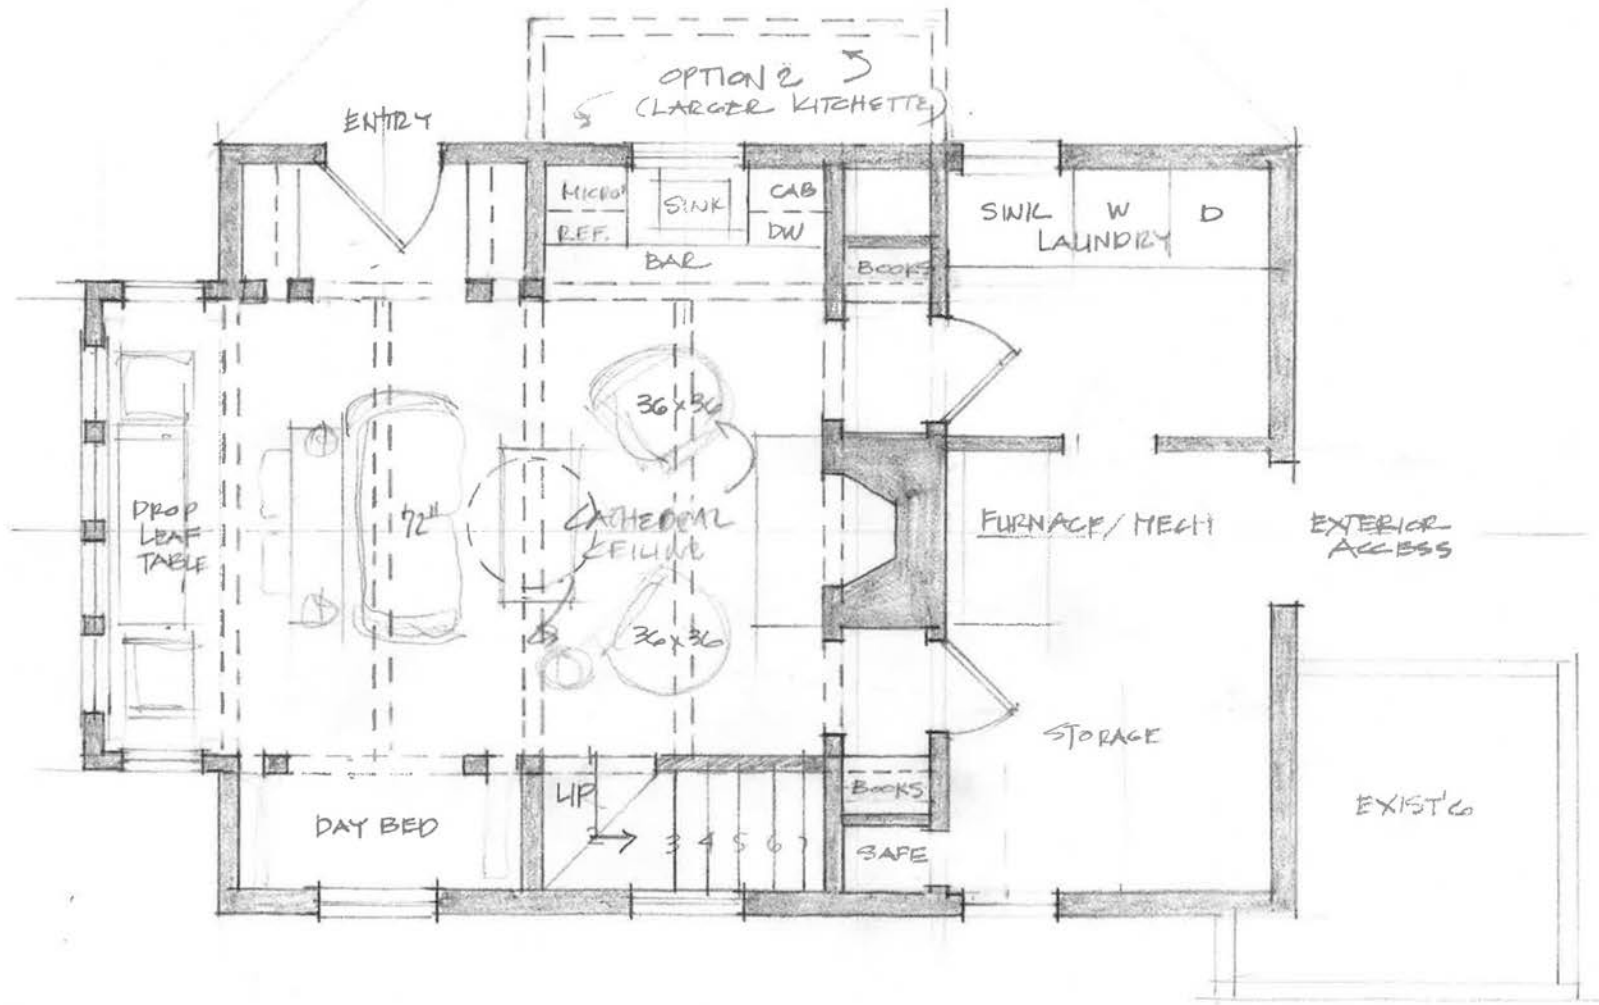 OPTION 2
(LARGER KITCHETTE)
ENTRY
MICRO
SINK
CAB
REF.
DW
BAR
BOOKS
SINK W D
LAUNDRY
36x36
DROP
LEAF
TABLE
72"
CATHEDRAL
CEILING
FURNACE/MECH
EXTERIOR
ACCESS
36x36
STORAGE
UP
2 3 4 5 6 7
DAY BED
BOOKS
SAFE
EXIST'G